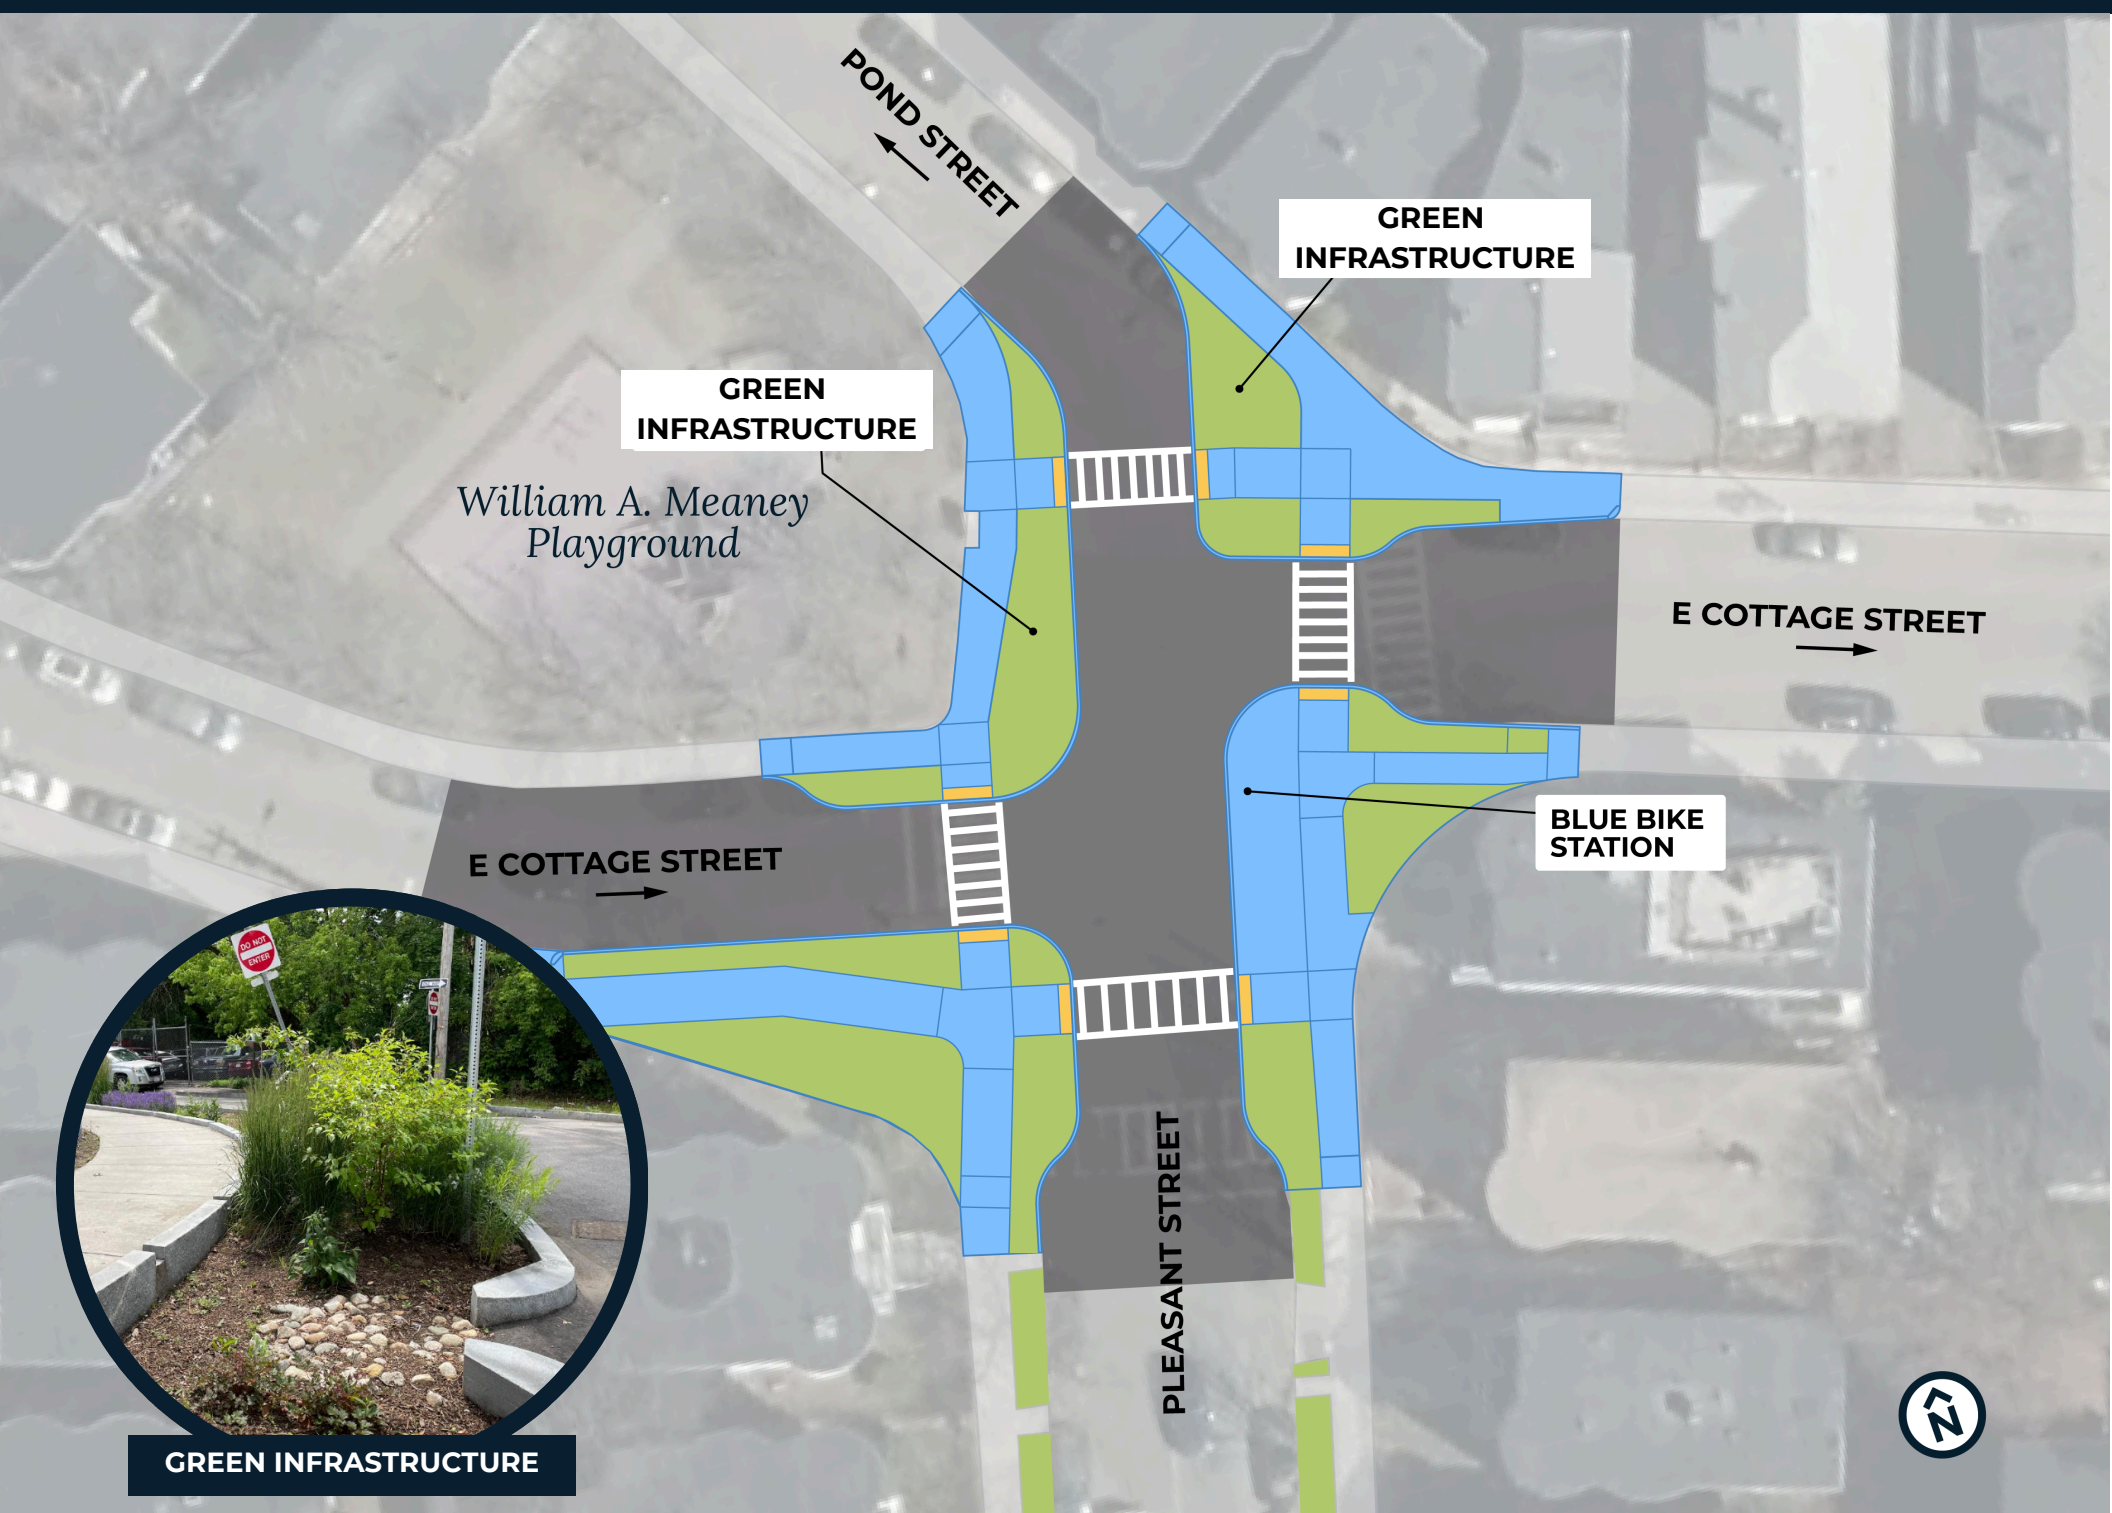 POND STREET
GREEN
INFRASTRUCTURE
GREEN
INFRASTRUCTURE
William A. Meaney
Playground
E COTTAGE STREET
BLUE BIKE
STATION
E COTTAGE STREET
DO NOT
ENTER
PLEASANT STREET
N
GREEN INFRASTRUCTURE